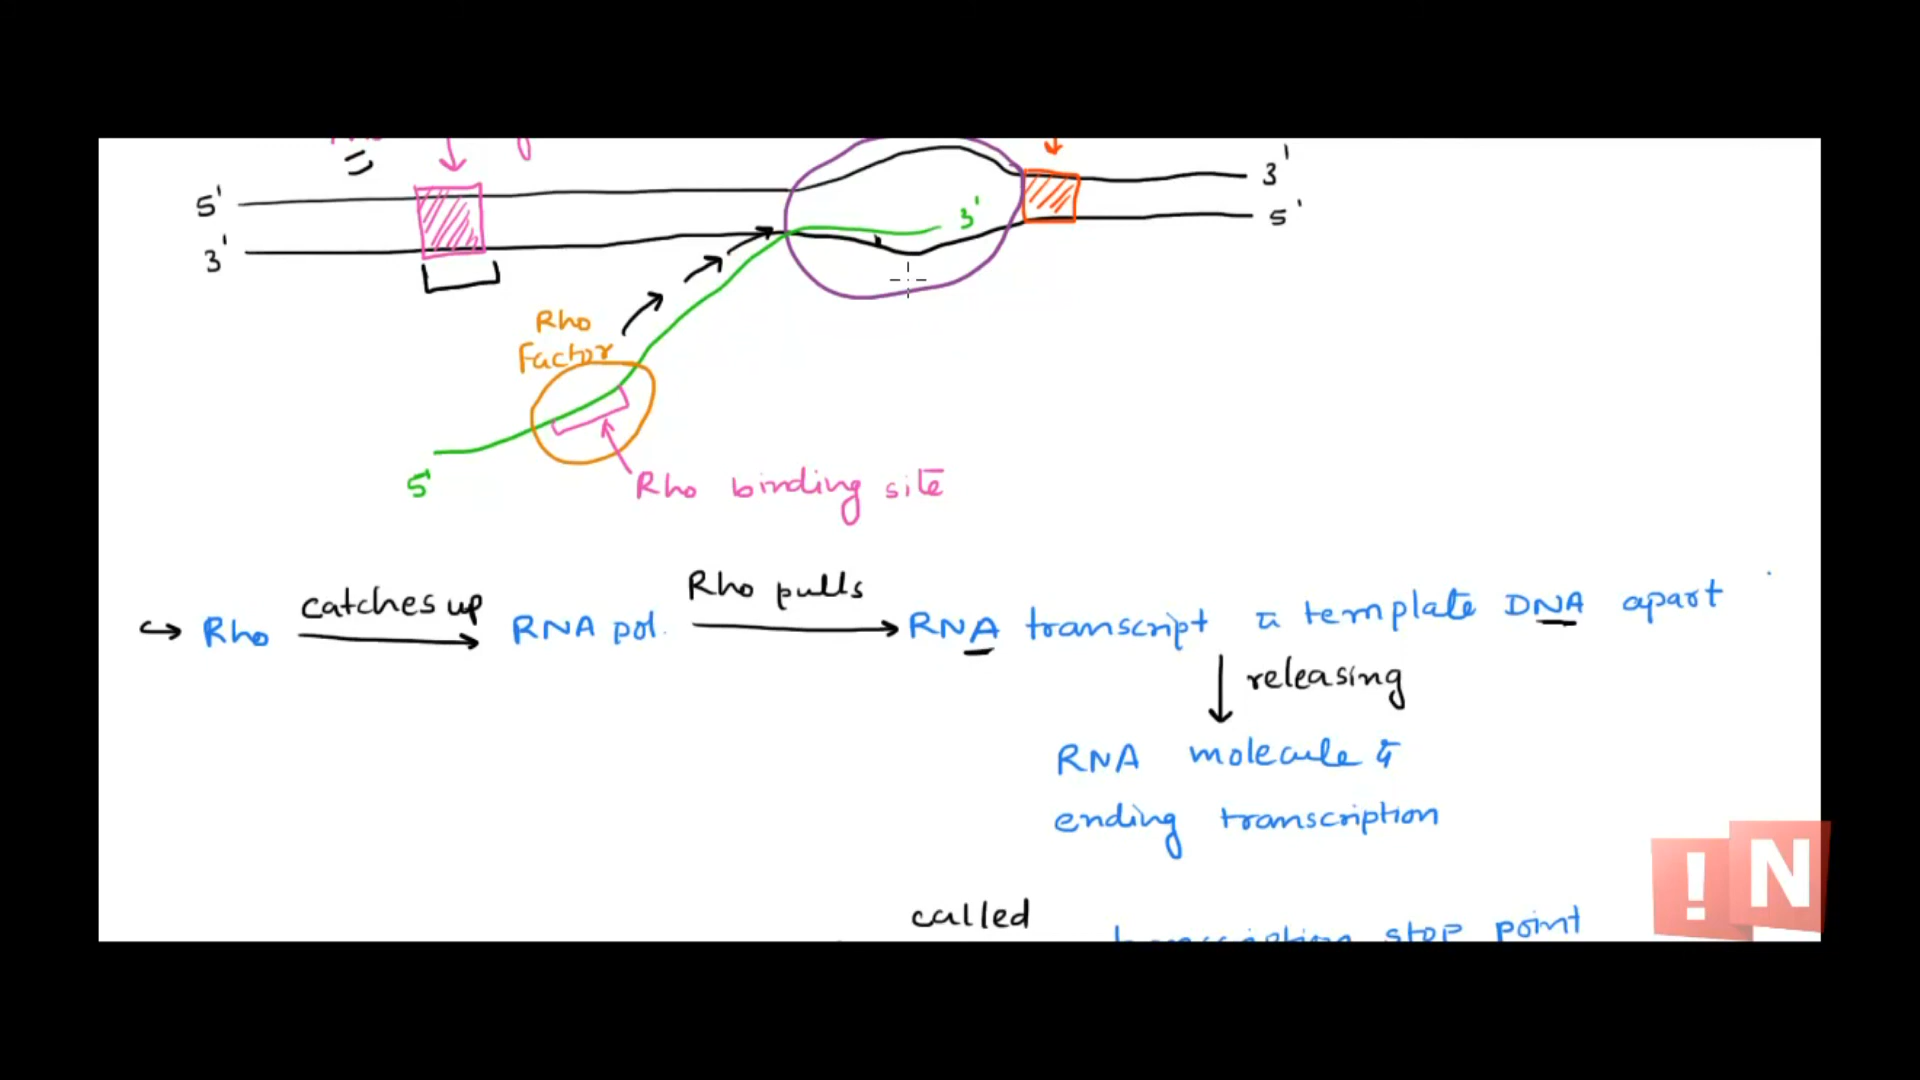 5' 3'
3' 5'
3'
Rho
Factor
5'
Rho binding site
↪ Rho catches up → RNA pol. Rho pulls → RNA transcript & template DNA apart
↓ releasing
RNA molecule &
ending transcription
called
transcription stop point
! N